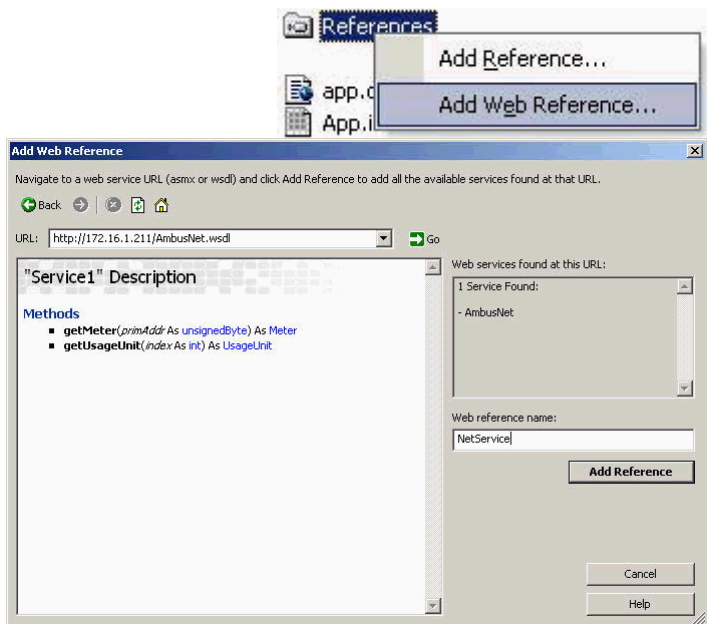 References
Add Reference...
Add Web Reference...
Add Web Reference
Navigate to a web service URL (asmx or wsdl) and click Add Reference to add all the available services found at that URL.
Back
URL: http://172.16.1.211/AmbusNet.wsdl Go
"Service1" Description
Methods
getMeter(primAddr As unsignedByte) As Meter
getUsageUnit(index As int) As UsageUnit
Web services found at this URL:
1 Service Found:
- AmbusNet
Web reference name:
NetService
Add Reference
Cancel
Help